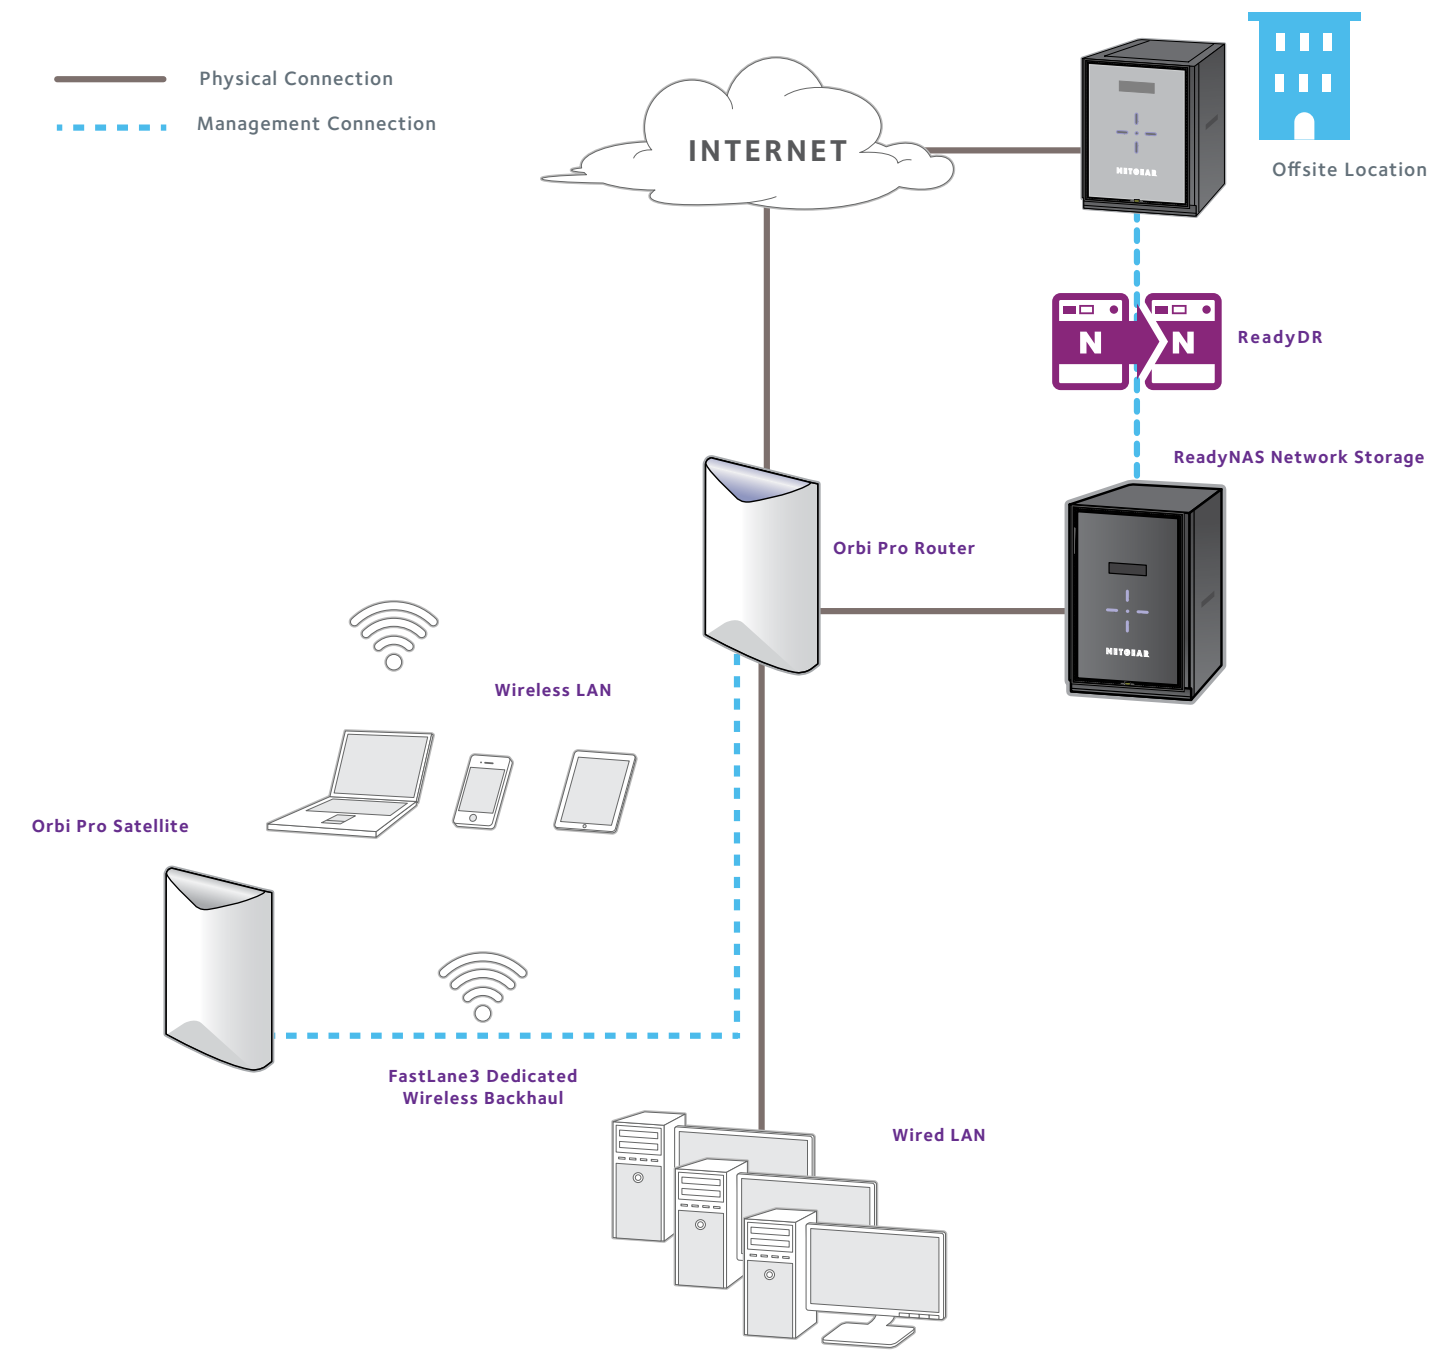 Physical Connection
Management Connection
INTERNET
NETGEAR
Offsite Location
N
N
ReadyDR
ReadyNAS Network Storage
Orbi Pro Router
NETGEAR
Wireless LAN
Orbi Pro Satellite
FastLane3 Dedicated
Wireless Backhaul
Wired LAN